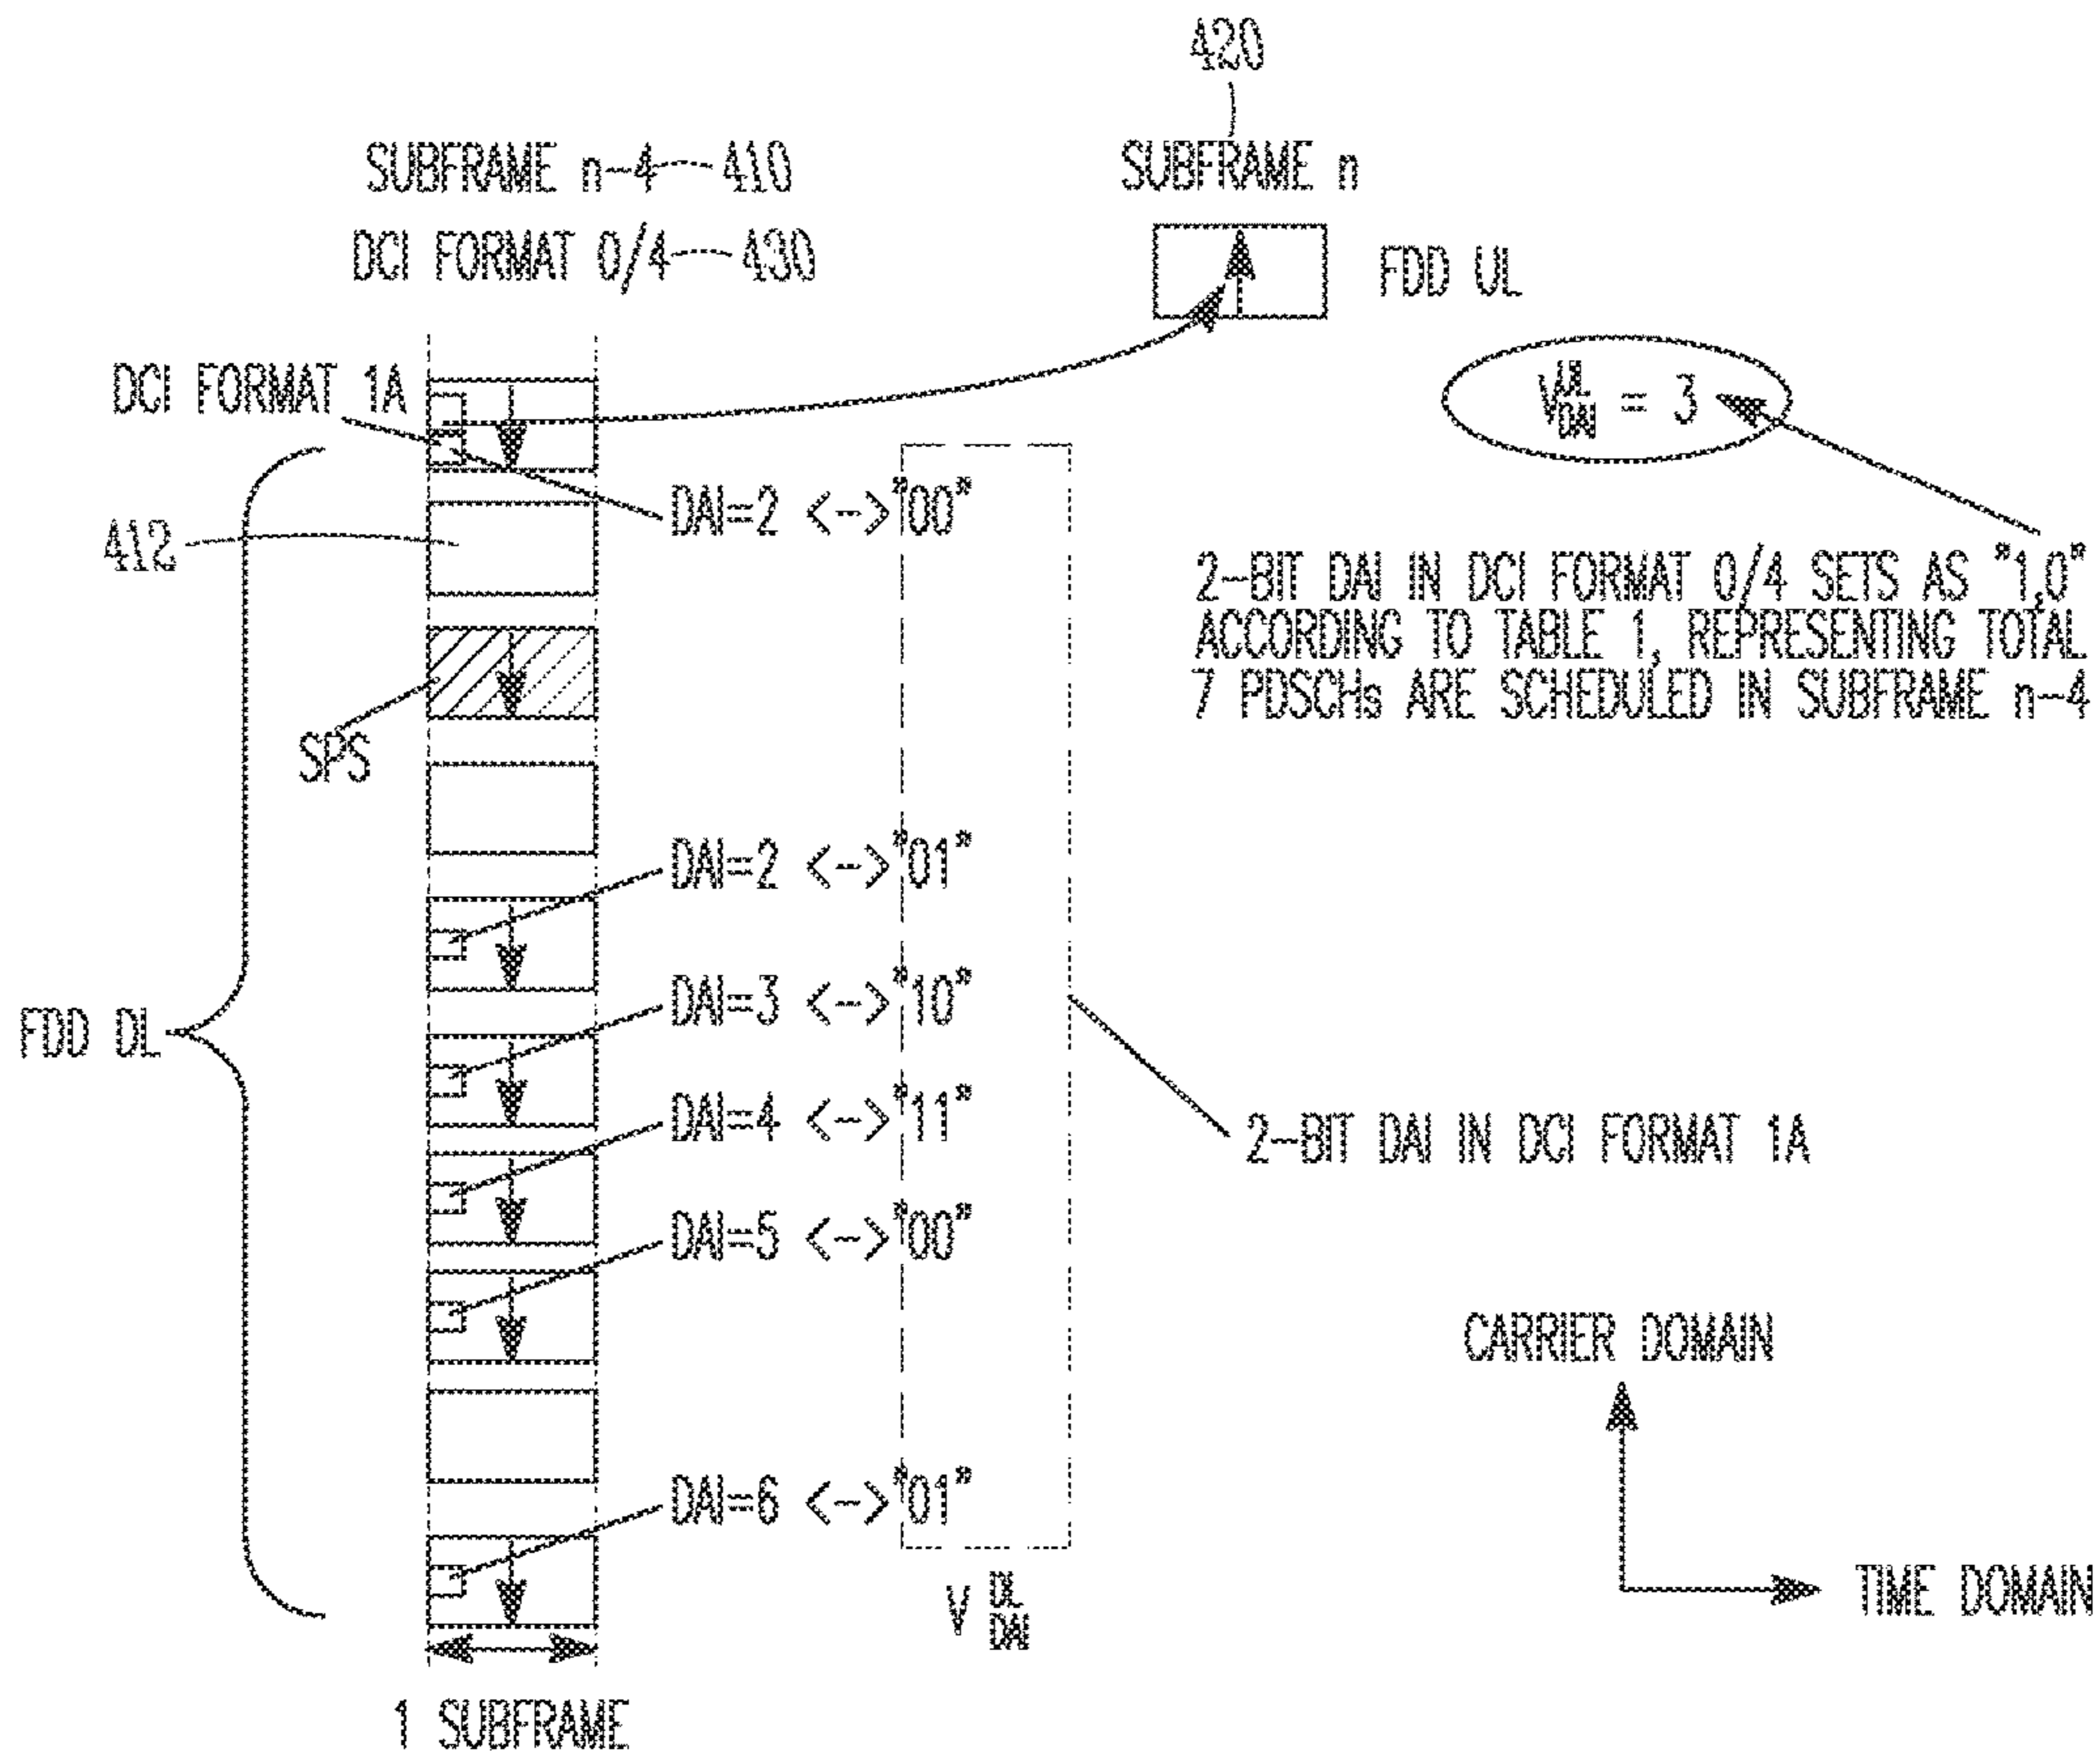 420
SUBFRAME n-4 410
SUBFRAME n
DCI FORMAT 0/4 430
FDD UL
DCI FORMAT 1A
V UL DAI = 3
DAI=2 <-> "00"
412
2-BIT DAI IN DCI FORMAT 0/4 SETS AS "1,0"
ACCORDING TO TABLE 1, REPRESENTING TOTAL
7 PDSCHs ARE SCHEDULED IN SUBFRAME n-4
SPS
DAI=2 <-> "01"
DAI=3 <-> "10"
FDD DL
DAI=4 <-> "11"
2-BIT DAI IN DCI FORMAT 1A
DAI=5 <-> "00"
CARRIER DOMAIN
DAI=6 <-> "01"
TIME DOMAIN
V DL DAI
1 SUBFRAME